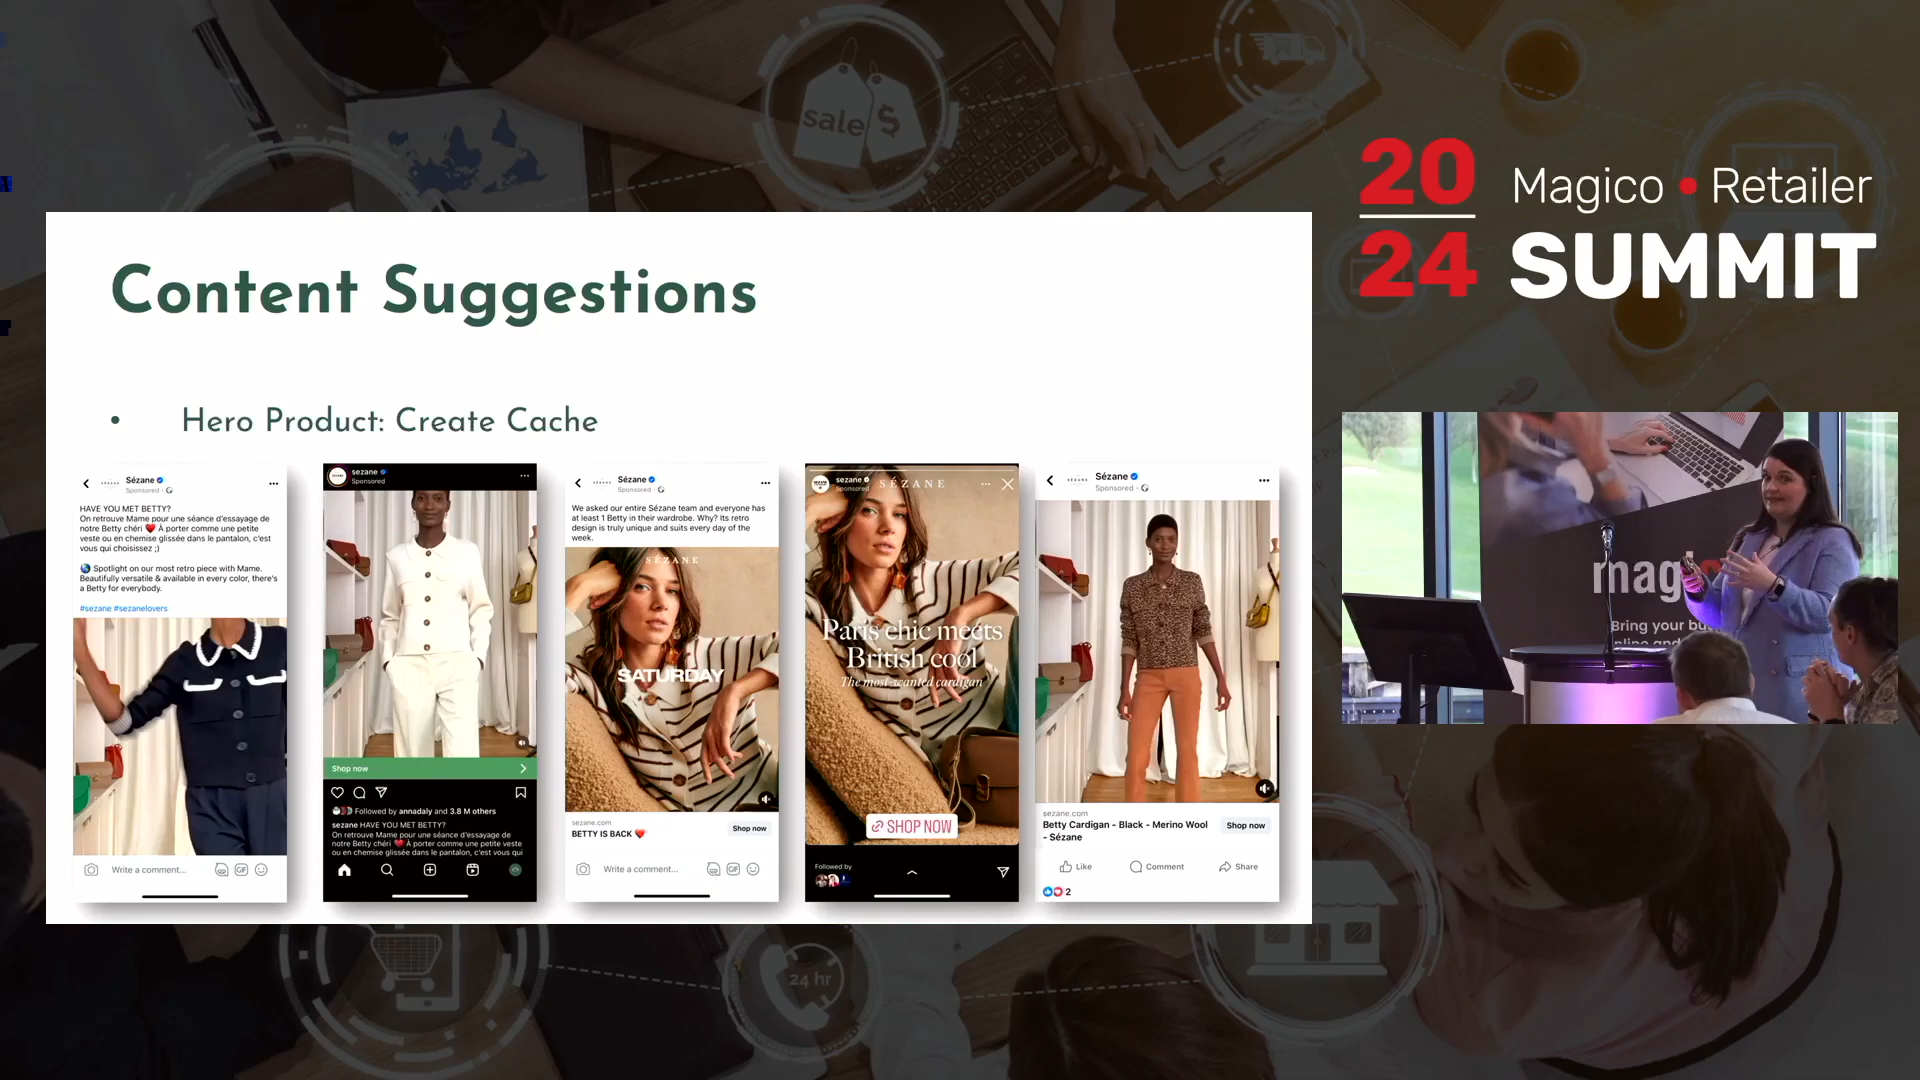 sale $
20
24
Magico • Retailer
SUMMIT
Content Suggestions
• Hero Product: Create Cache
Sézane
Sponsored
HAVE YOU MET BETTY?
On retrouve Mame pour une séance d'essayage de
notre Betty chéri ❤️ À porter comme une petite
veste ou en chemise glissée dans le pantalon, c'est
vous qui choisissez ;)
🌎 Spotlight on our most retro piece with Mame.
Beautifully versatile & available in every color, there's
a Betty for everybody.
#sezane #sezanelovers
Write a comment...
GIF
sezane
Sponsored
Shop now
Followed by annadaly and 3.8 M others
sezane HAVE YOU MET BETTY?
On retrouve Mame pour une séance d'essayage de
notre Betty chéri ❤️ À porter comme une petite veste
ou en chemise glissée dans le pantalon, c'est vous qui
Sézane
Sponsored
We asked our entire Sézane team and everyone has
at least 1 Betty in their wardrobe. Why? Its retro
design is truly unique and suits every day of the
week.
SÉZANE
SATURDAY
sezane.com
BETTY IS BACK ❤️
Shop now
Write a comment...
GIF
sezane
Sponsored
SÉZANE
Paris chic meets
British cool
The most-wanted cardigan
SHOP NOW
Followed by
Sézane
Sponsored
sezane.com
Betty Cardigan - Black - Merino Wool
- Sézane
Shop now
Like
Comment
Share
2
mag
Bring your bu
nline and
24 hr